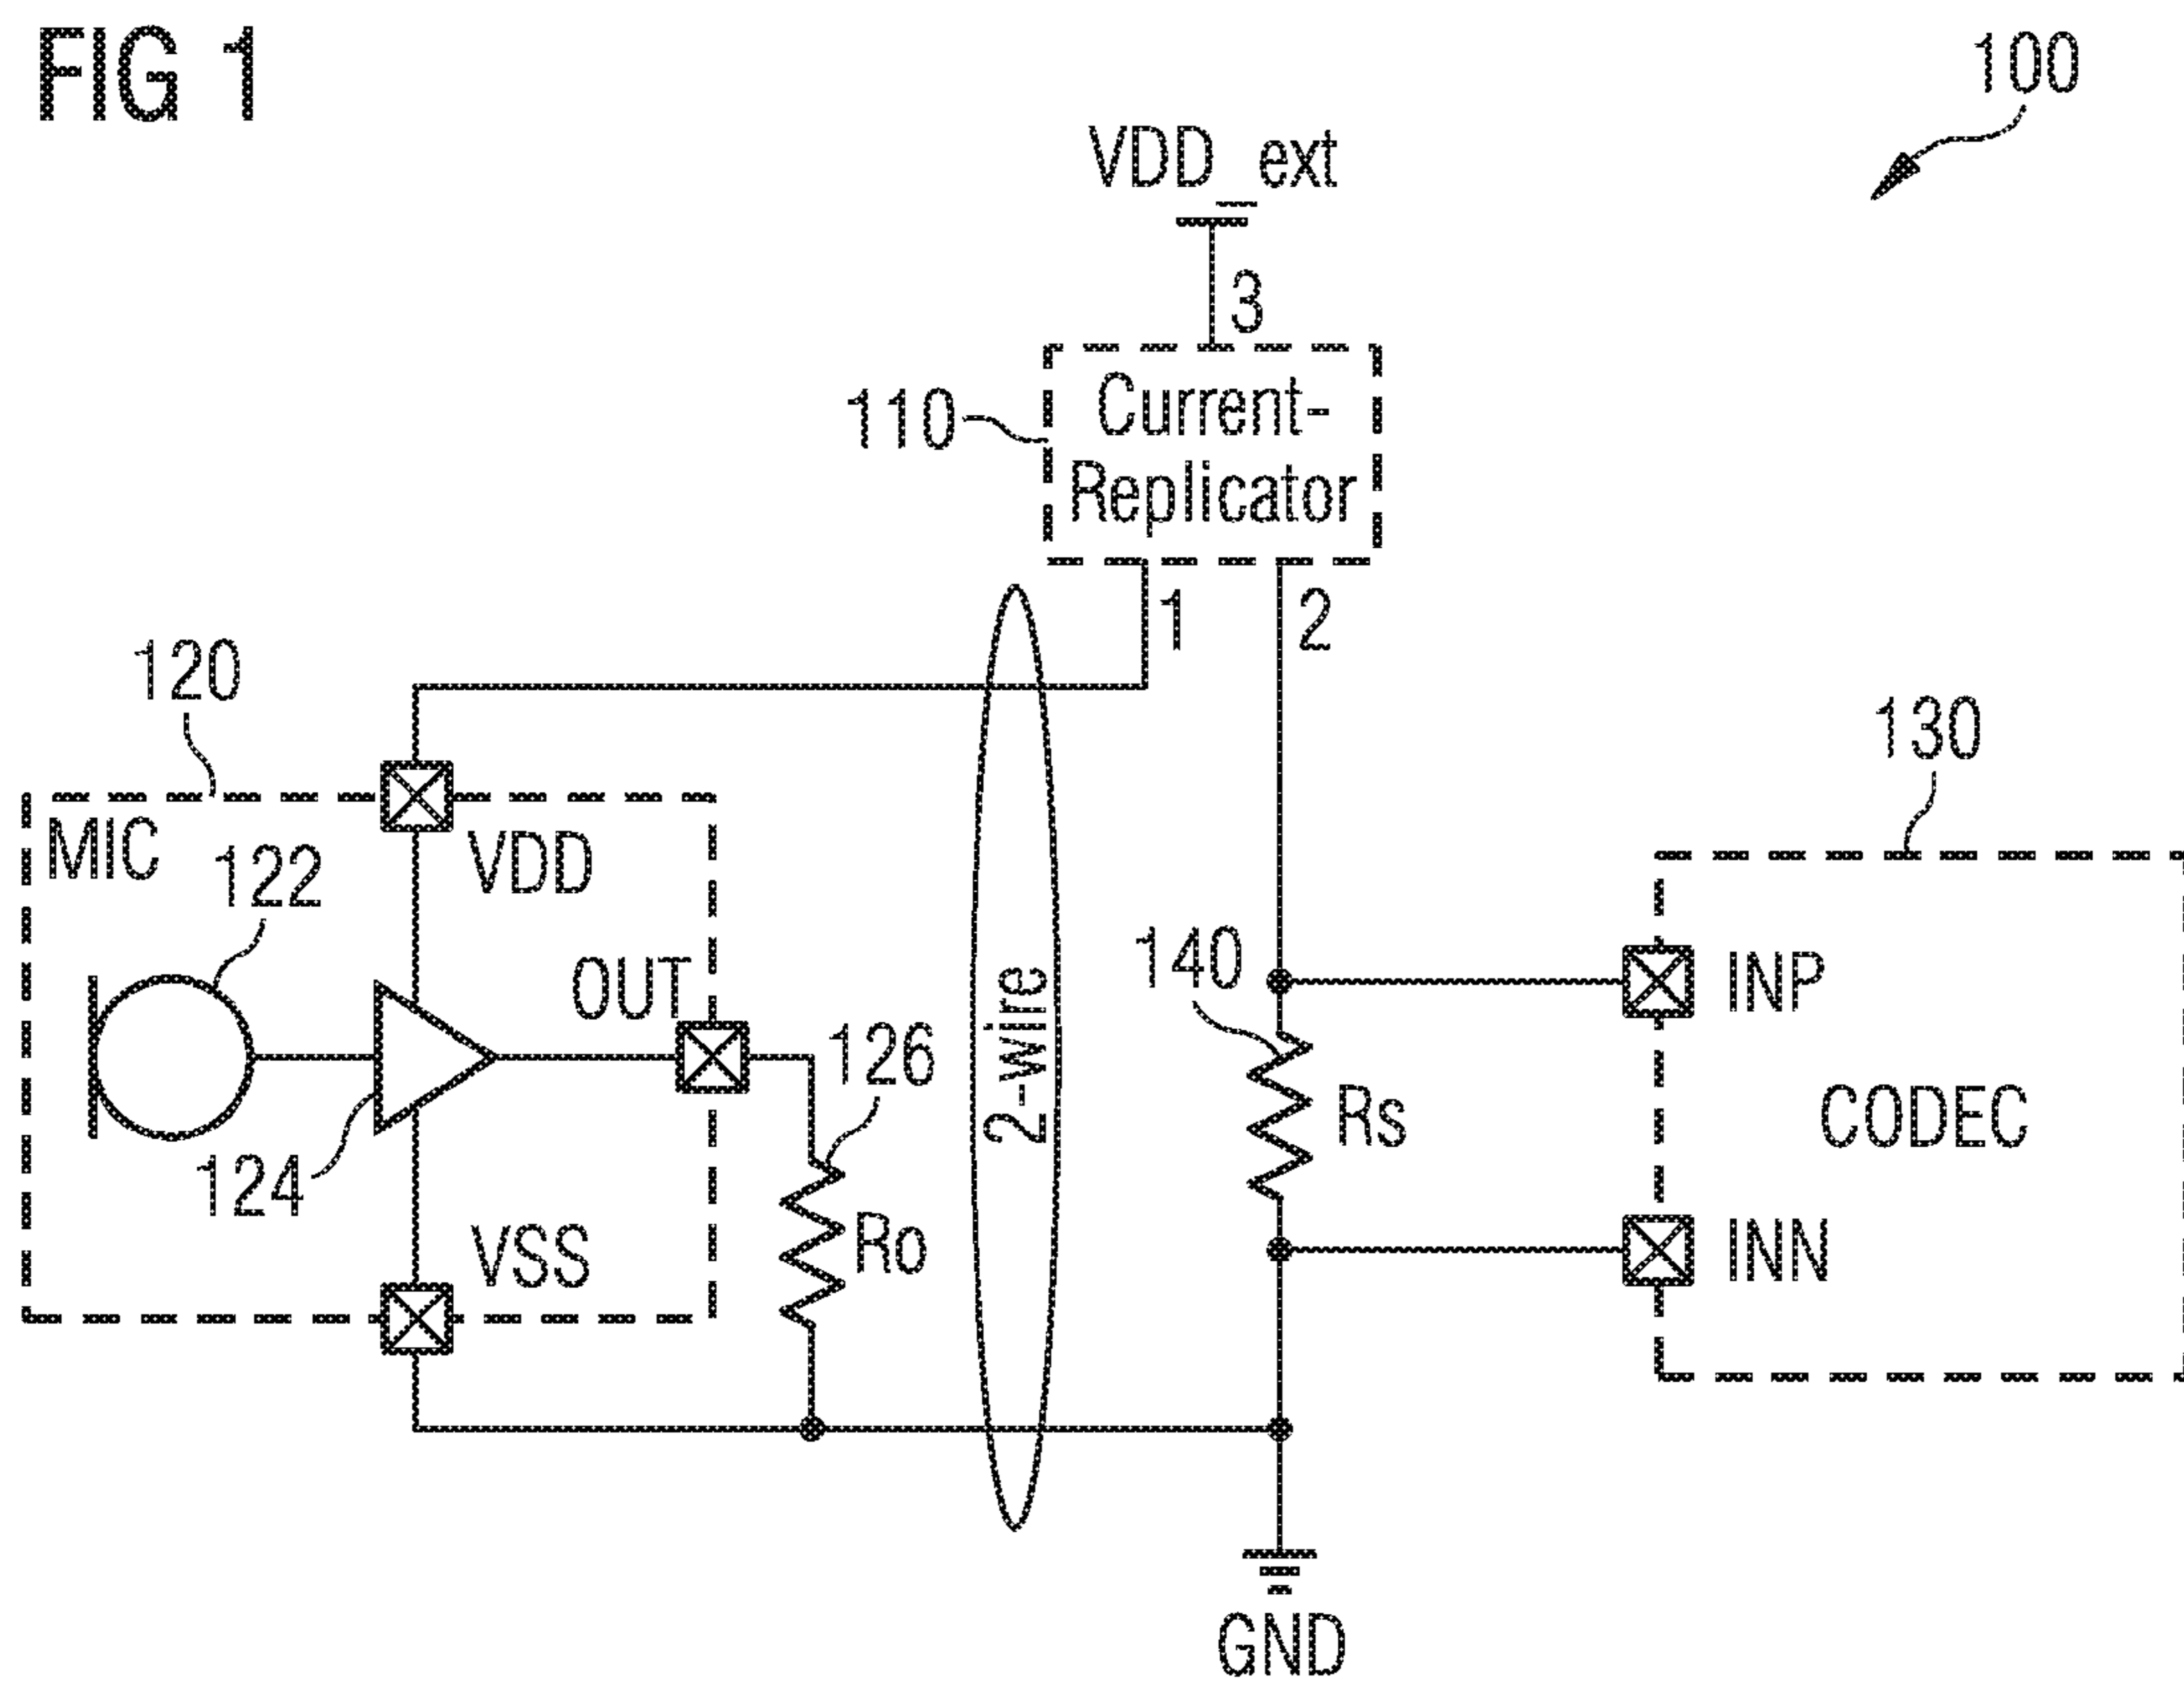 FIG 1
100
VDD_ext
3
110
Current-
Replicator
1
2
120
130
MIC
122
VDD
OUT
140
INP
126
2-wire
Rs
CODEC
124
VSS
Ro
INN
GND